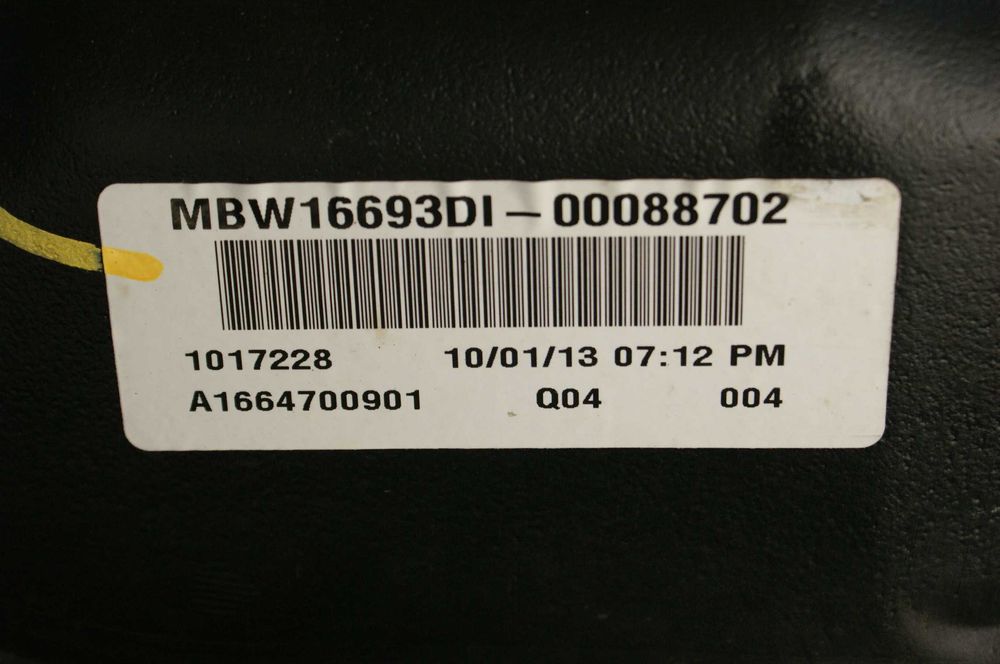 MBW16693DI – 00088702
1017228 10/01/13 07:12 PM
A1664700901 Q04 004